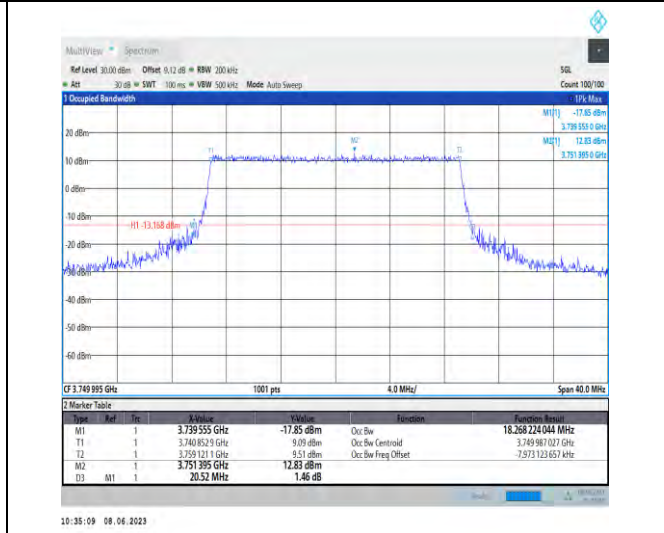 MultiView Spectrum
Ref Level 30.00 dBm Offset 9.12 dB RBW 200 kHz SGL
Att 30 dB SWT 100 ms VBW 500 kHz Mode Auto Sweep Count 100/100
1 Occupied Bandwidth 1Pk Max
M1[1] -17.85 dBm
3.739 555 0 GHz
M2[1] 12.83 dBm
3.751 395 0 GHz
20 dBm
T1 M2 T2
10 dBm
0 dBm
-10 dBm
H1 -13.168 dBm
-20 dBm
-30 dBm
-40 dBm
-50 dBm
-60 dBm
CF 3.749 995 GHz 1001 pts 4.0 MHz/ Span 40.0 MHz
2 Marker Table
Type Ref Trc X-Value Y-Value Function Function Result
M1 1 3.739 555 GHz -17.85 dBm Occ Bw 18.268 224 044 MHz
T1 1 3.740 852 9 GHz 9.09 dBm Occ Bw Centroid 3.749 987 027 GHz
T2 1 3.759 121 1 GHz 9.51 dBm Occ Bw Freq Offset -7.973 123 657 kHz
M2 1 3.751 395 GHz 12.83 dBm
D3 M1 1 20.52 MHz 1.46 dB
10:35:09 08.06.2023